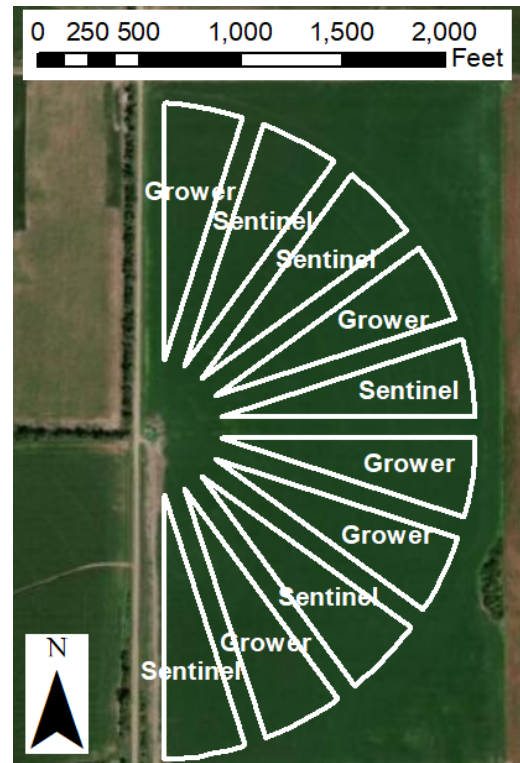 0 250 500 1,000 1,500 2,000
Feet
Grower
Sentinel
Sentinel
Grower
Sentinel
Grower
Grower
Sentinel
Grower
Sentinel
N